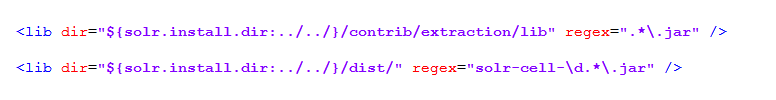 <lib dir="${solr.install.dir:../../}/contrib/extraction/lib" regex=".*\.jar" />
<lib dir="${solr.install.dir:../../}/dist/" regex="solr-cell-\d.*\.jar" />